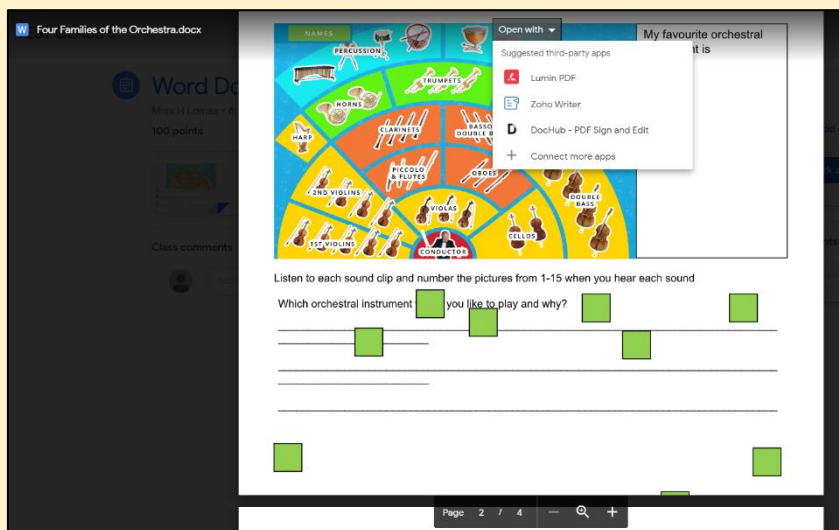 Four Families of the Orchestra.docx
Open with
Suggested third-party apps
Lumin PDF
Zoho Writer
DocHub - PDF Sign and Edit
Connect more apps
My favourite orchestral
is
Word Do
Miss H Lomax
100 points
Class comments
NAMES
PERCUSSION
TRUMPETS
HORNS
HARP
CLARINETS
BASSO
DOUBLE B
PICCOLO
& FLUTES
OBOES
2ND VIOLINS
VIOLAS
DOUBLE
BASS
1ST VIOLINS
CELLOS
CONDUCTOR
Listen to each sound clip and number the pictures from 1-15 when you hear each sound
Which orchestral instrument you like to play and why?
Page 2 / 4